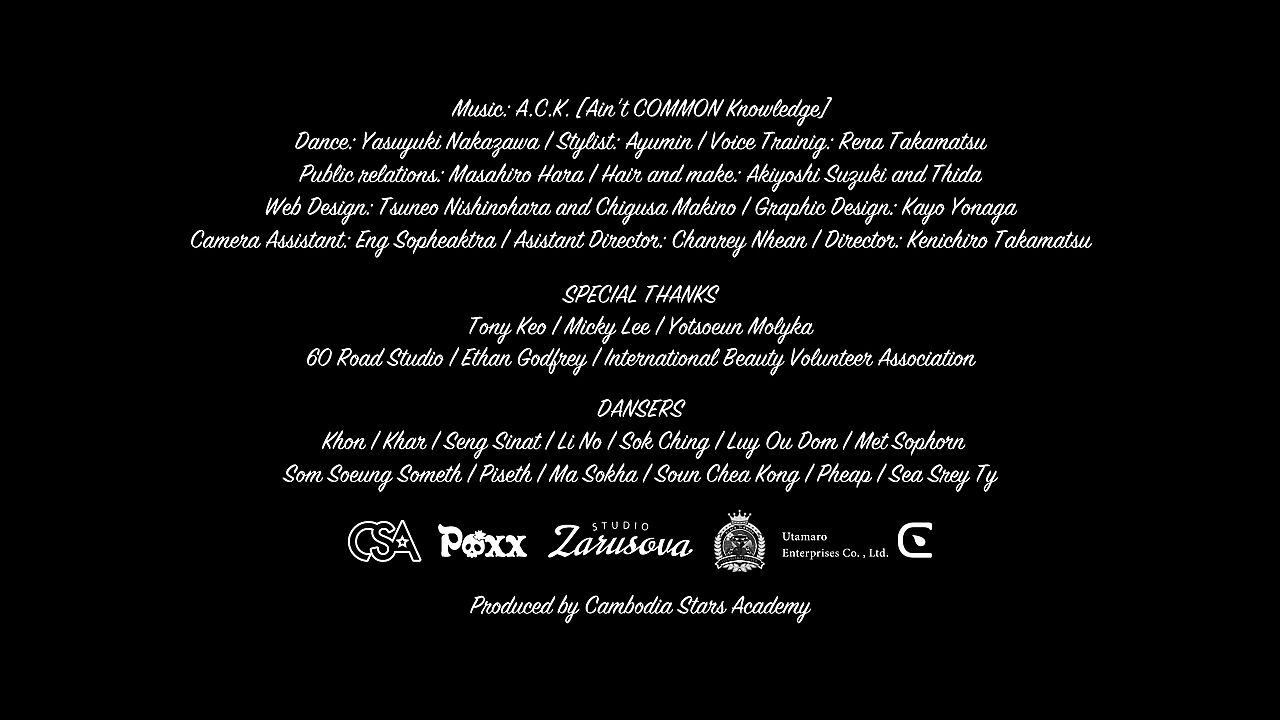 Music: A.C.K. [Ain't COMMON Knowledge]
Dance: Yasuyuki Nakazawa / Stylist: Ayumin / Voice Trainig: Rena Takamatsu
Public relations: Masahiro Hara / Hair and make: Akiyoshi Suzuki and Thida
Web Design: Tsuneo Nishinohara and Chigusa Makino / Graphic Design: Kayo Yonaga
Camera Assistant: Eng Sopheaktra / Asistant Director: Chanrey Nhean / Director: Kenichiro Takamatsu
SPECIAL THANKS
Tony Keo / Micky Lee / Yotsoeun Molyka
60 Road Studio / Ethan Godfrey / International Beauty Volunteer Association
DANSERS
Khon / Khar / Seng Sinat / Li No / Sok Ching / Luy Ou Dom / Met Sophorn
Som Soeung Someth / Piseth / Ma Sokha / Soun Chea Kong / Pheap / Sea Srey Ty
CSA
Poxx
STUDIO
Zarusova
Utamaro
Enterprises Co. , Ltd.
Produced by Cambodia Stars Academy